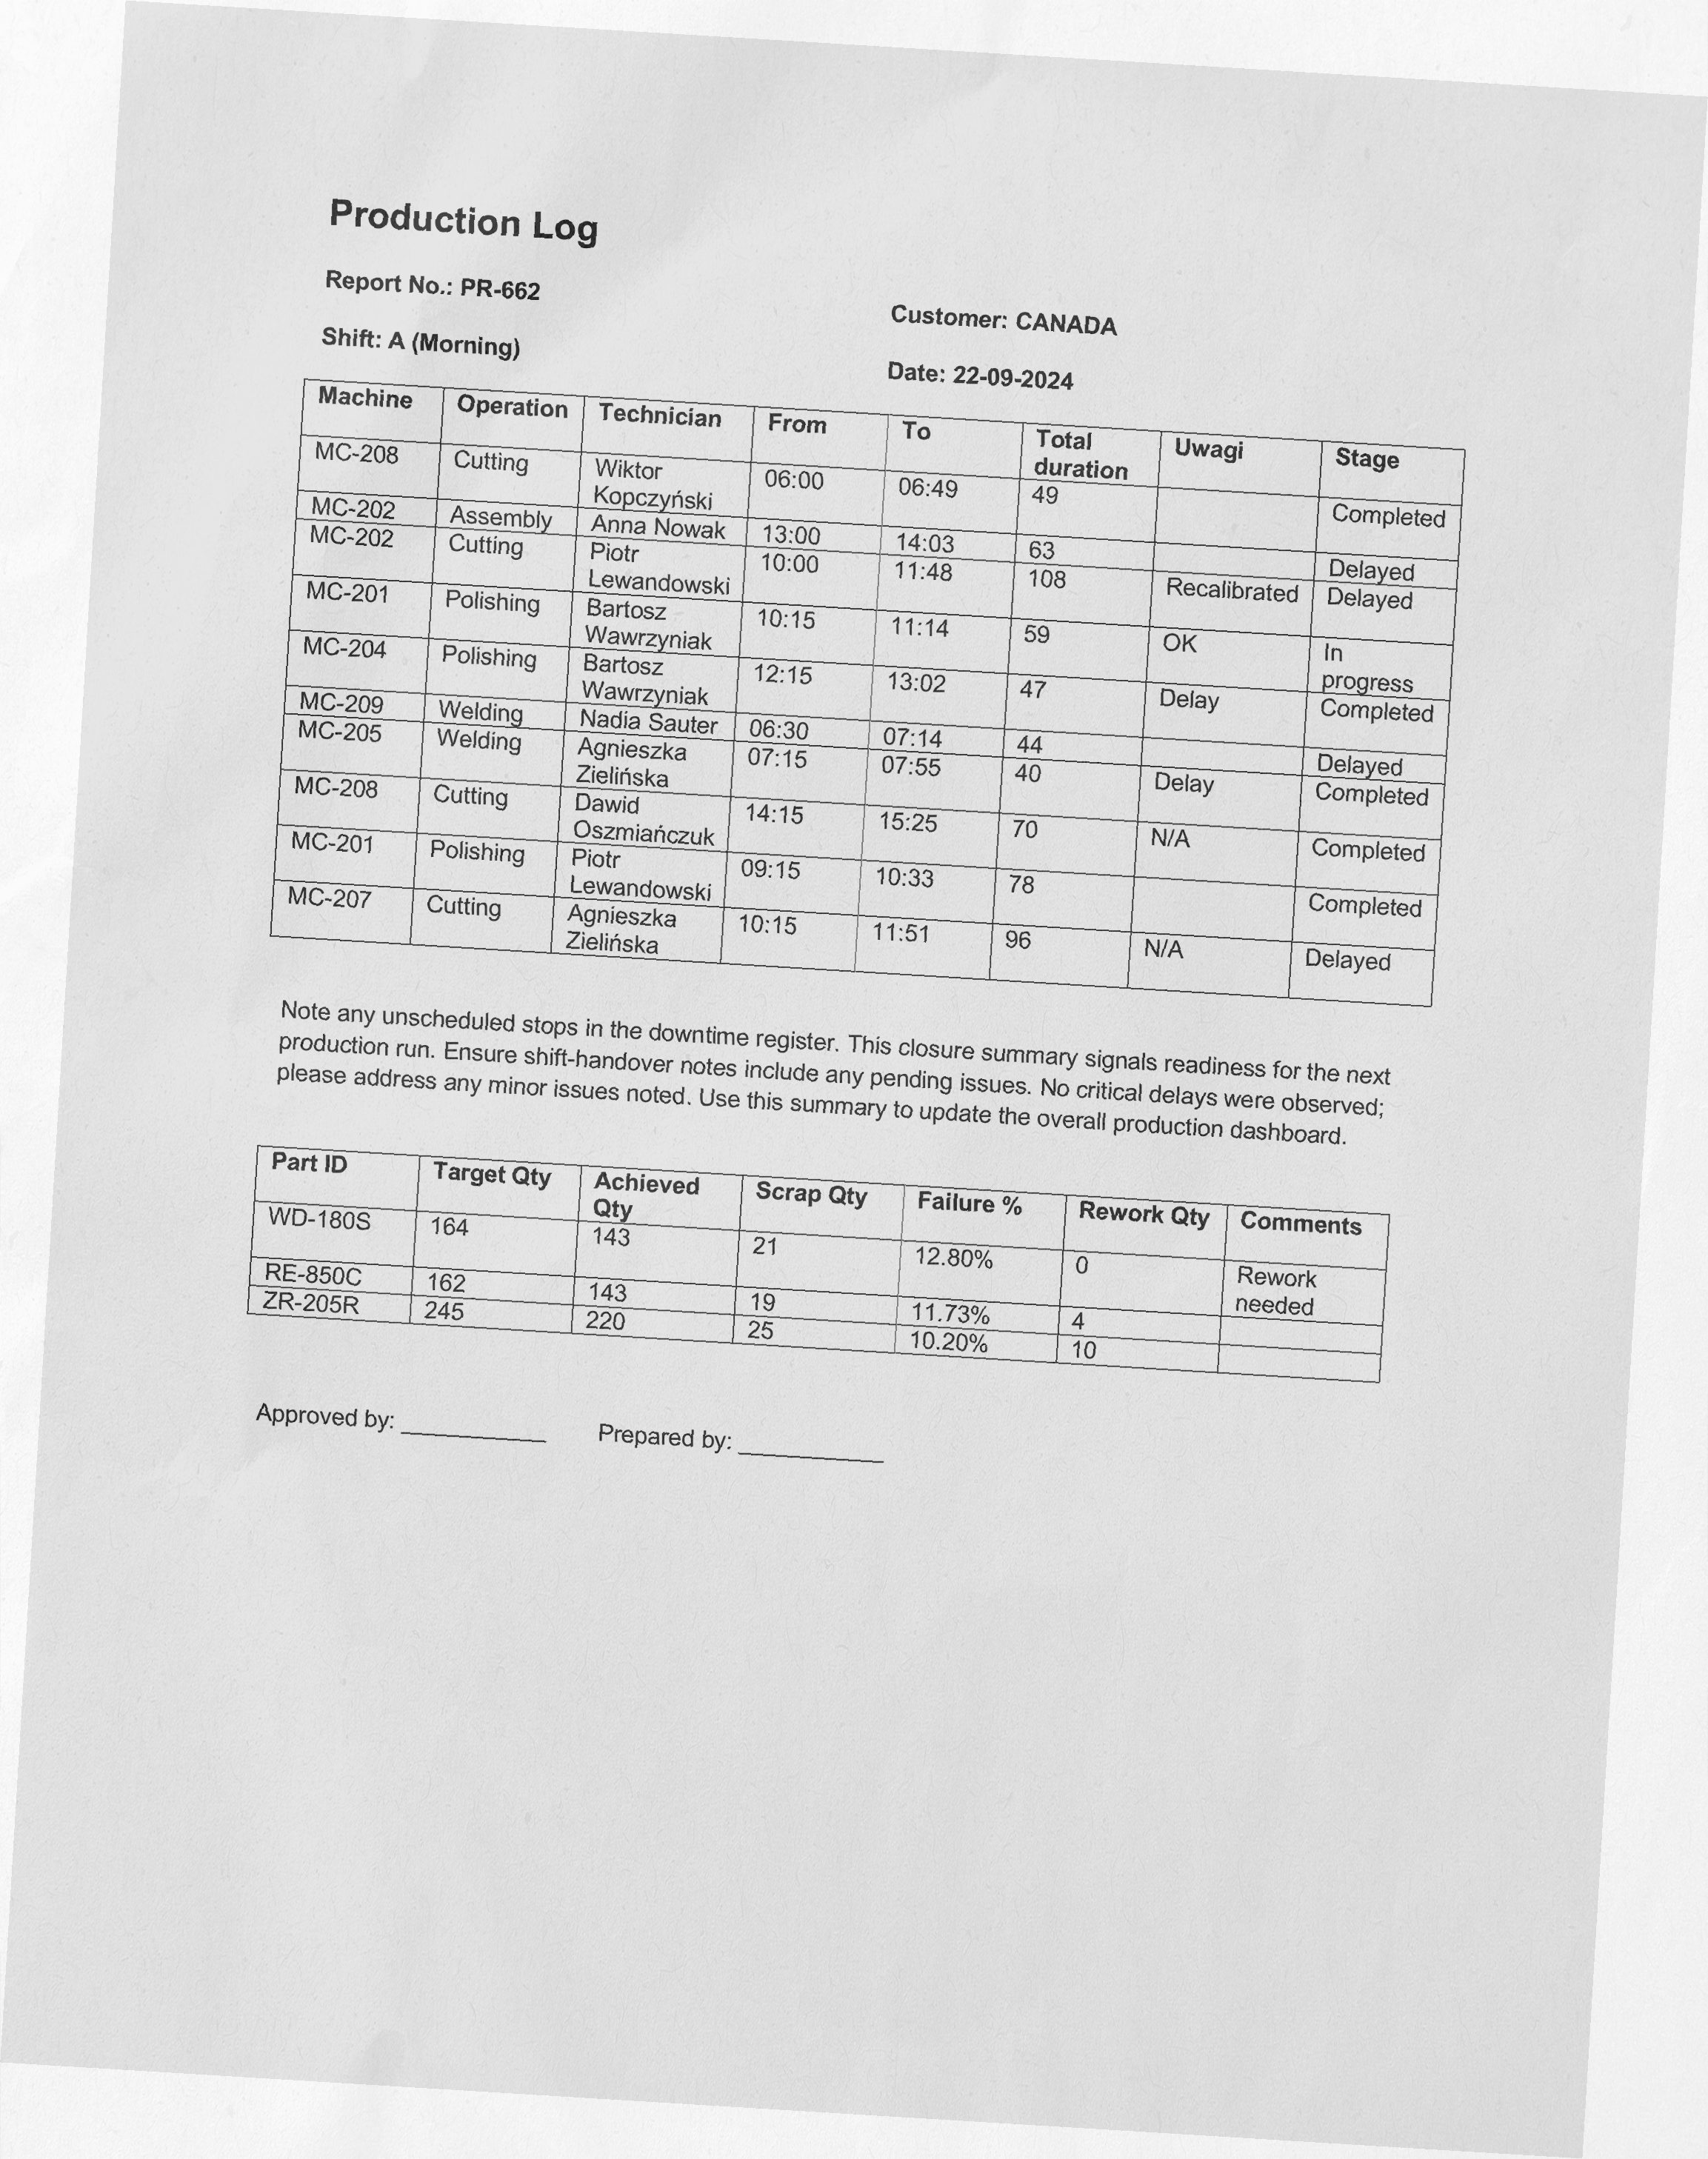 Production Log
Report No.: PR-662
Customer: CANADA
Shift: A (Morning)
Date: 22-09-2024
Machine Operation Technician From To Total duration Uwagi Stage
MC-208 Cutting Wiktor Kopczyński 06:00 06:49 49 Completed
MC-202 Assembly Anna Nowak 13:00 14:03 63 Delayed
MC-202 Cutting Piotr Lewandowski 10:00 11:48 108 Recalibrated Delayed
MC-201 Polishing Bartosz Wawrzyniak 10:15 11:14 59 OK In progress
MC-204 Polishing Bartosz Wawrzyniak 12:15 13:02 47 Delay Completed
MC-209 Welding Nadia Sauter 06:30 07:14 44 Delayed
MC-205 Welding Agnieszka Zielińska 07:15 07:55 40 Delay Completed
MC-208 Cutting Dawid Oszmiańczuk 14:15 15:25 70 N/A Completed
MC-201 Polishing Piotr Lewandowski 09:15 10:33 78 Completed
MC-207 Cutting Agnieszka Zielińska 10:15 11:51 96 N/A Delayed
Note any unscheduled stops in the downtime register. This closure summary signals readiness for the next
production run. Ensure shift-handover notes include any pending issues. No critical delays were observed;
please address any minor issues noted. Use this summary to update the overall production dashboard.
Part ID Target Qty Achieved Qty Scrap Qty Failure % Rework Qty Comments
WD-180S 164 143 21 12.80% 0 Rework needed
RE-850C 162 143 19 11.73% 4
ZR-205R 245 220 25 10.20% 10
Approved by: ___________ Prepared by: ___________